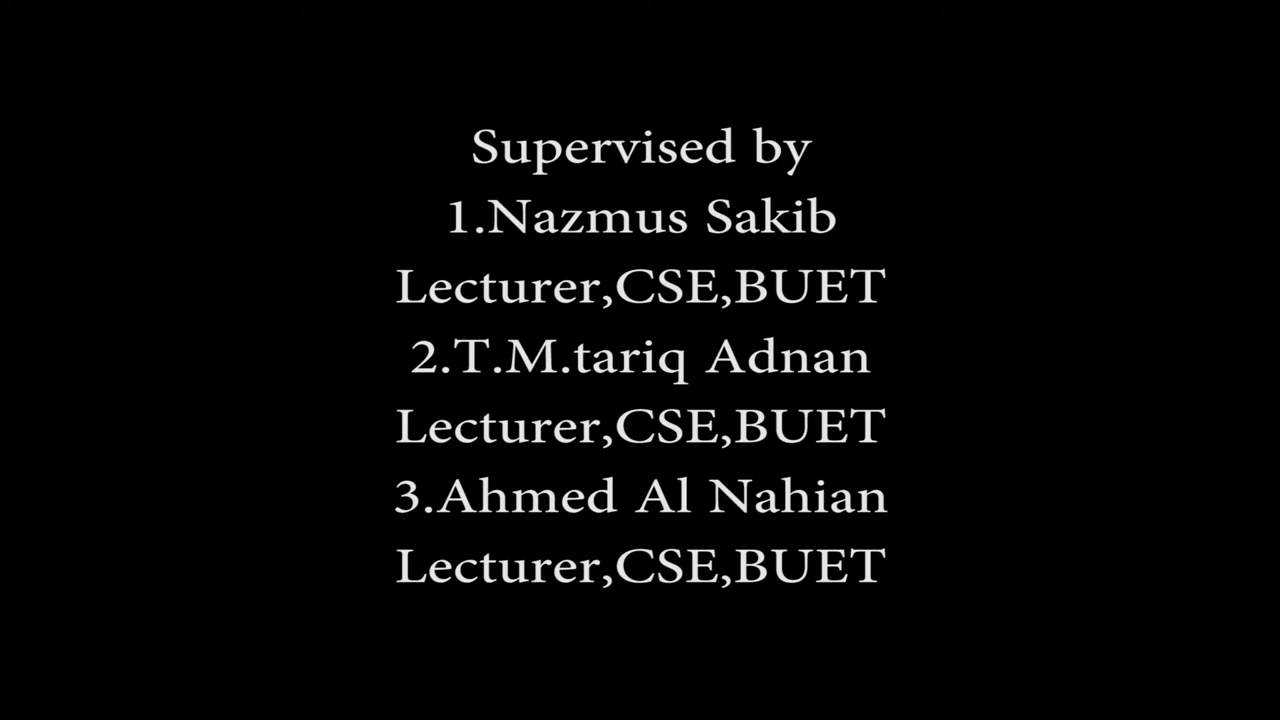 Supervised by
1.Nazmus Sakib
Lecturer,CSE,BUET
2.T.M.tariq Adnan
Lecturer,CSE,BUET
3.Ahmed Al Nahian
Lecturer,CSE,BUET